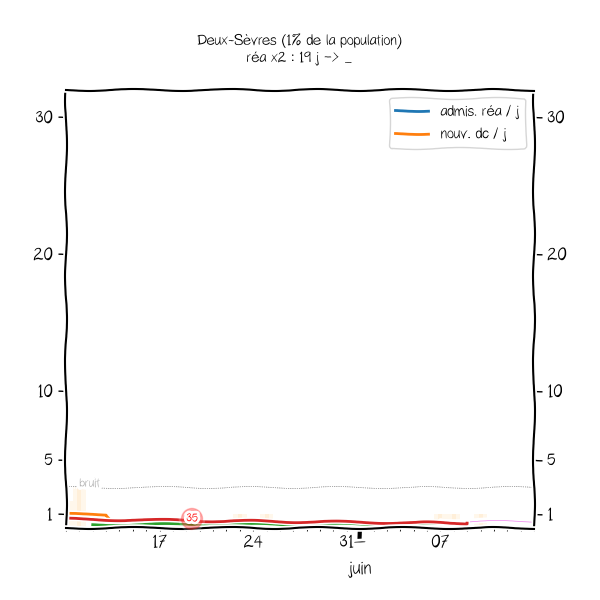 Deux-Sèvres (1% de la population)
réa x2 : 19 j -> _
admis. réa / j
nouv. dc / j
30
30
20
20
10
10
5
5
bruit
1
1
35
17
24
31
07
juin